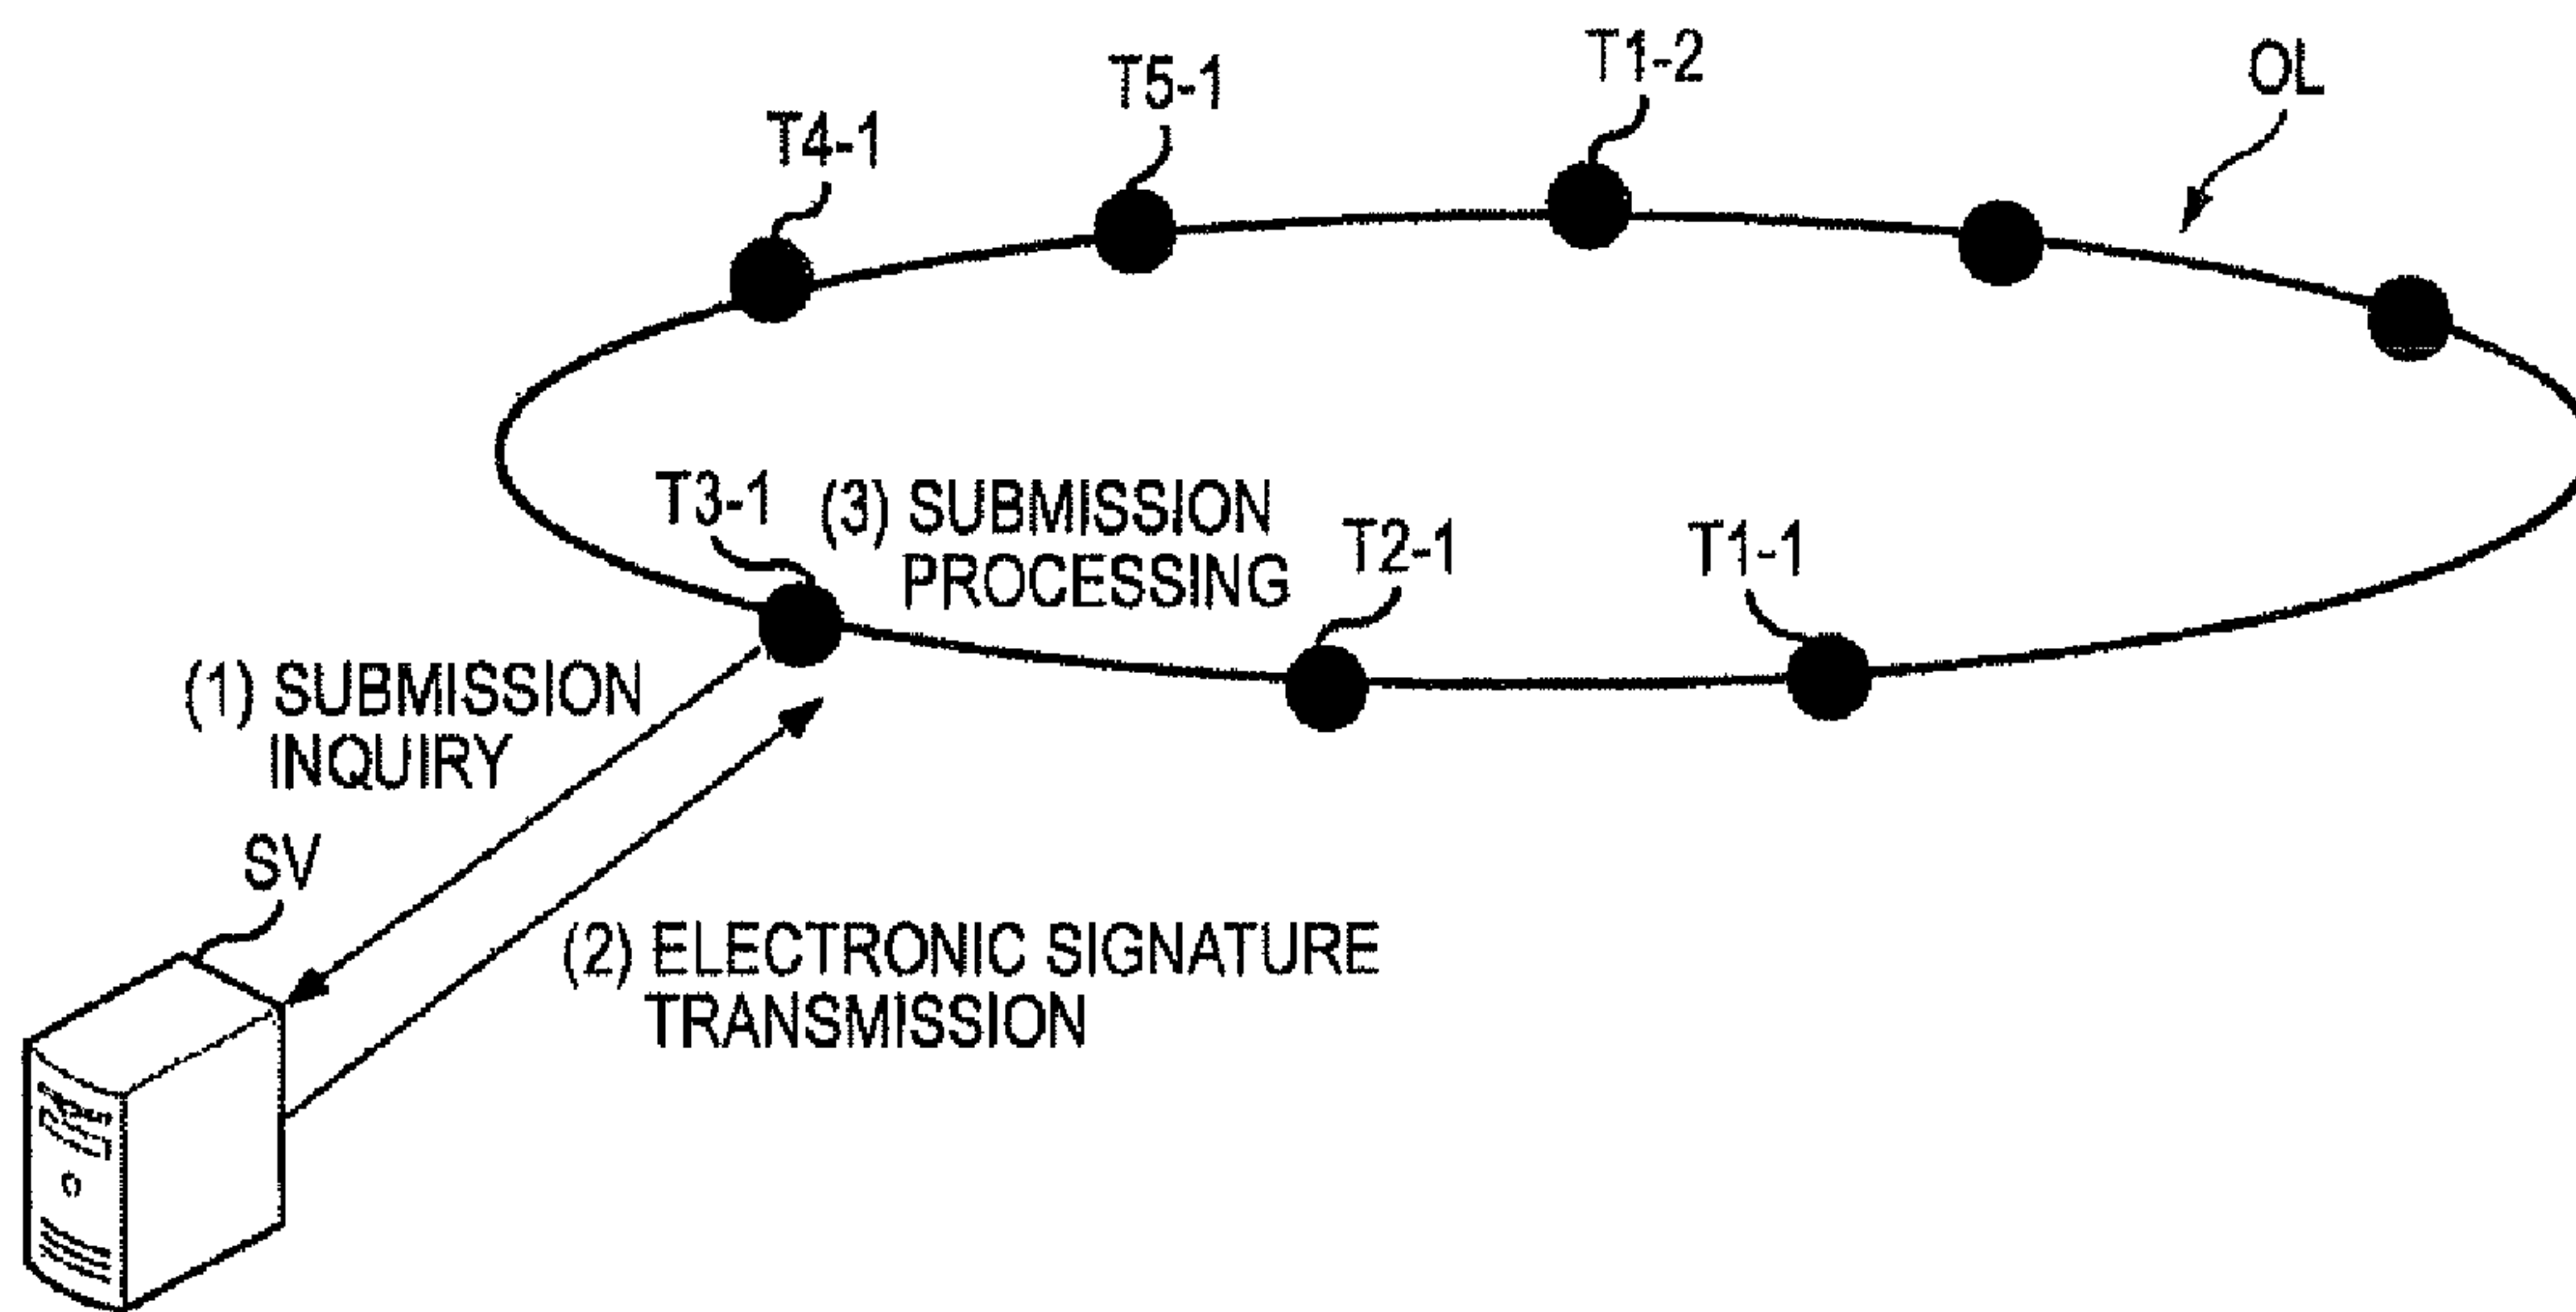 T1-2
OL
T5-1
T4-1
T3-1
(3) SUBMISSION
PROCESSING
T2-1
T1-1
(1) SUBMISSION
INQUIRY
SV
(2) ELECTRONIC SIGNATURE
TRANSMISSION